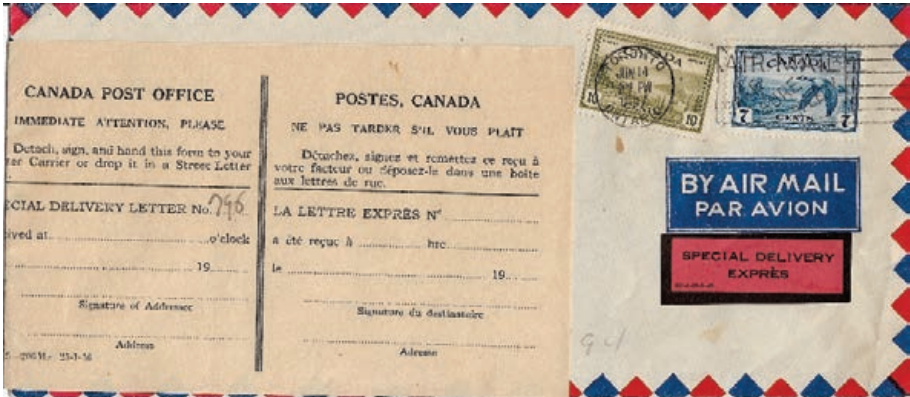 CANADA POST OFFICE
IMMEDIATE ATTENTION, PLEASE
Detach, sign, and hand this form to your
Carrier or drop it in a Street Letter
DELIVERY LETTER No. 796
at o'clock
19
Signature of Addressee
Address
POSTES, CANADA
NE PAS TARDER S'IL VOUS PLAIT
Détachez, signez et remettez ce reçu à
votre facteur ou déposez-le dans une boîte
aux lettres de rue.
LA LETTRE EXPRÈS N°
a été reçue à hre
le 19
Signature du destinataire
Adresse
TORONTO
JUN 14
PM
10
10
AIR MAIL
CANADA
7 CENTS 7
BY AIR MAIL
PAR AVION
SPECIAL DELIVERY
EXPRÈS